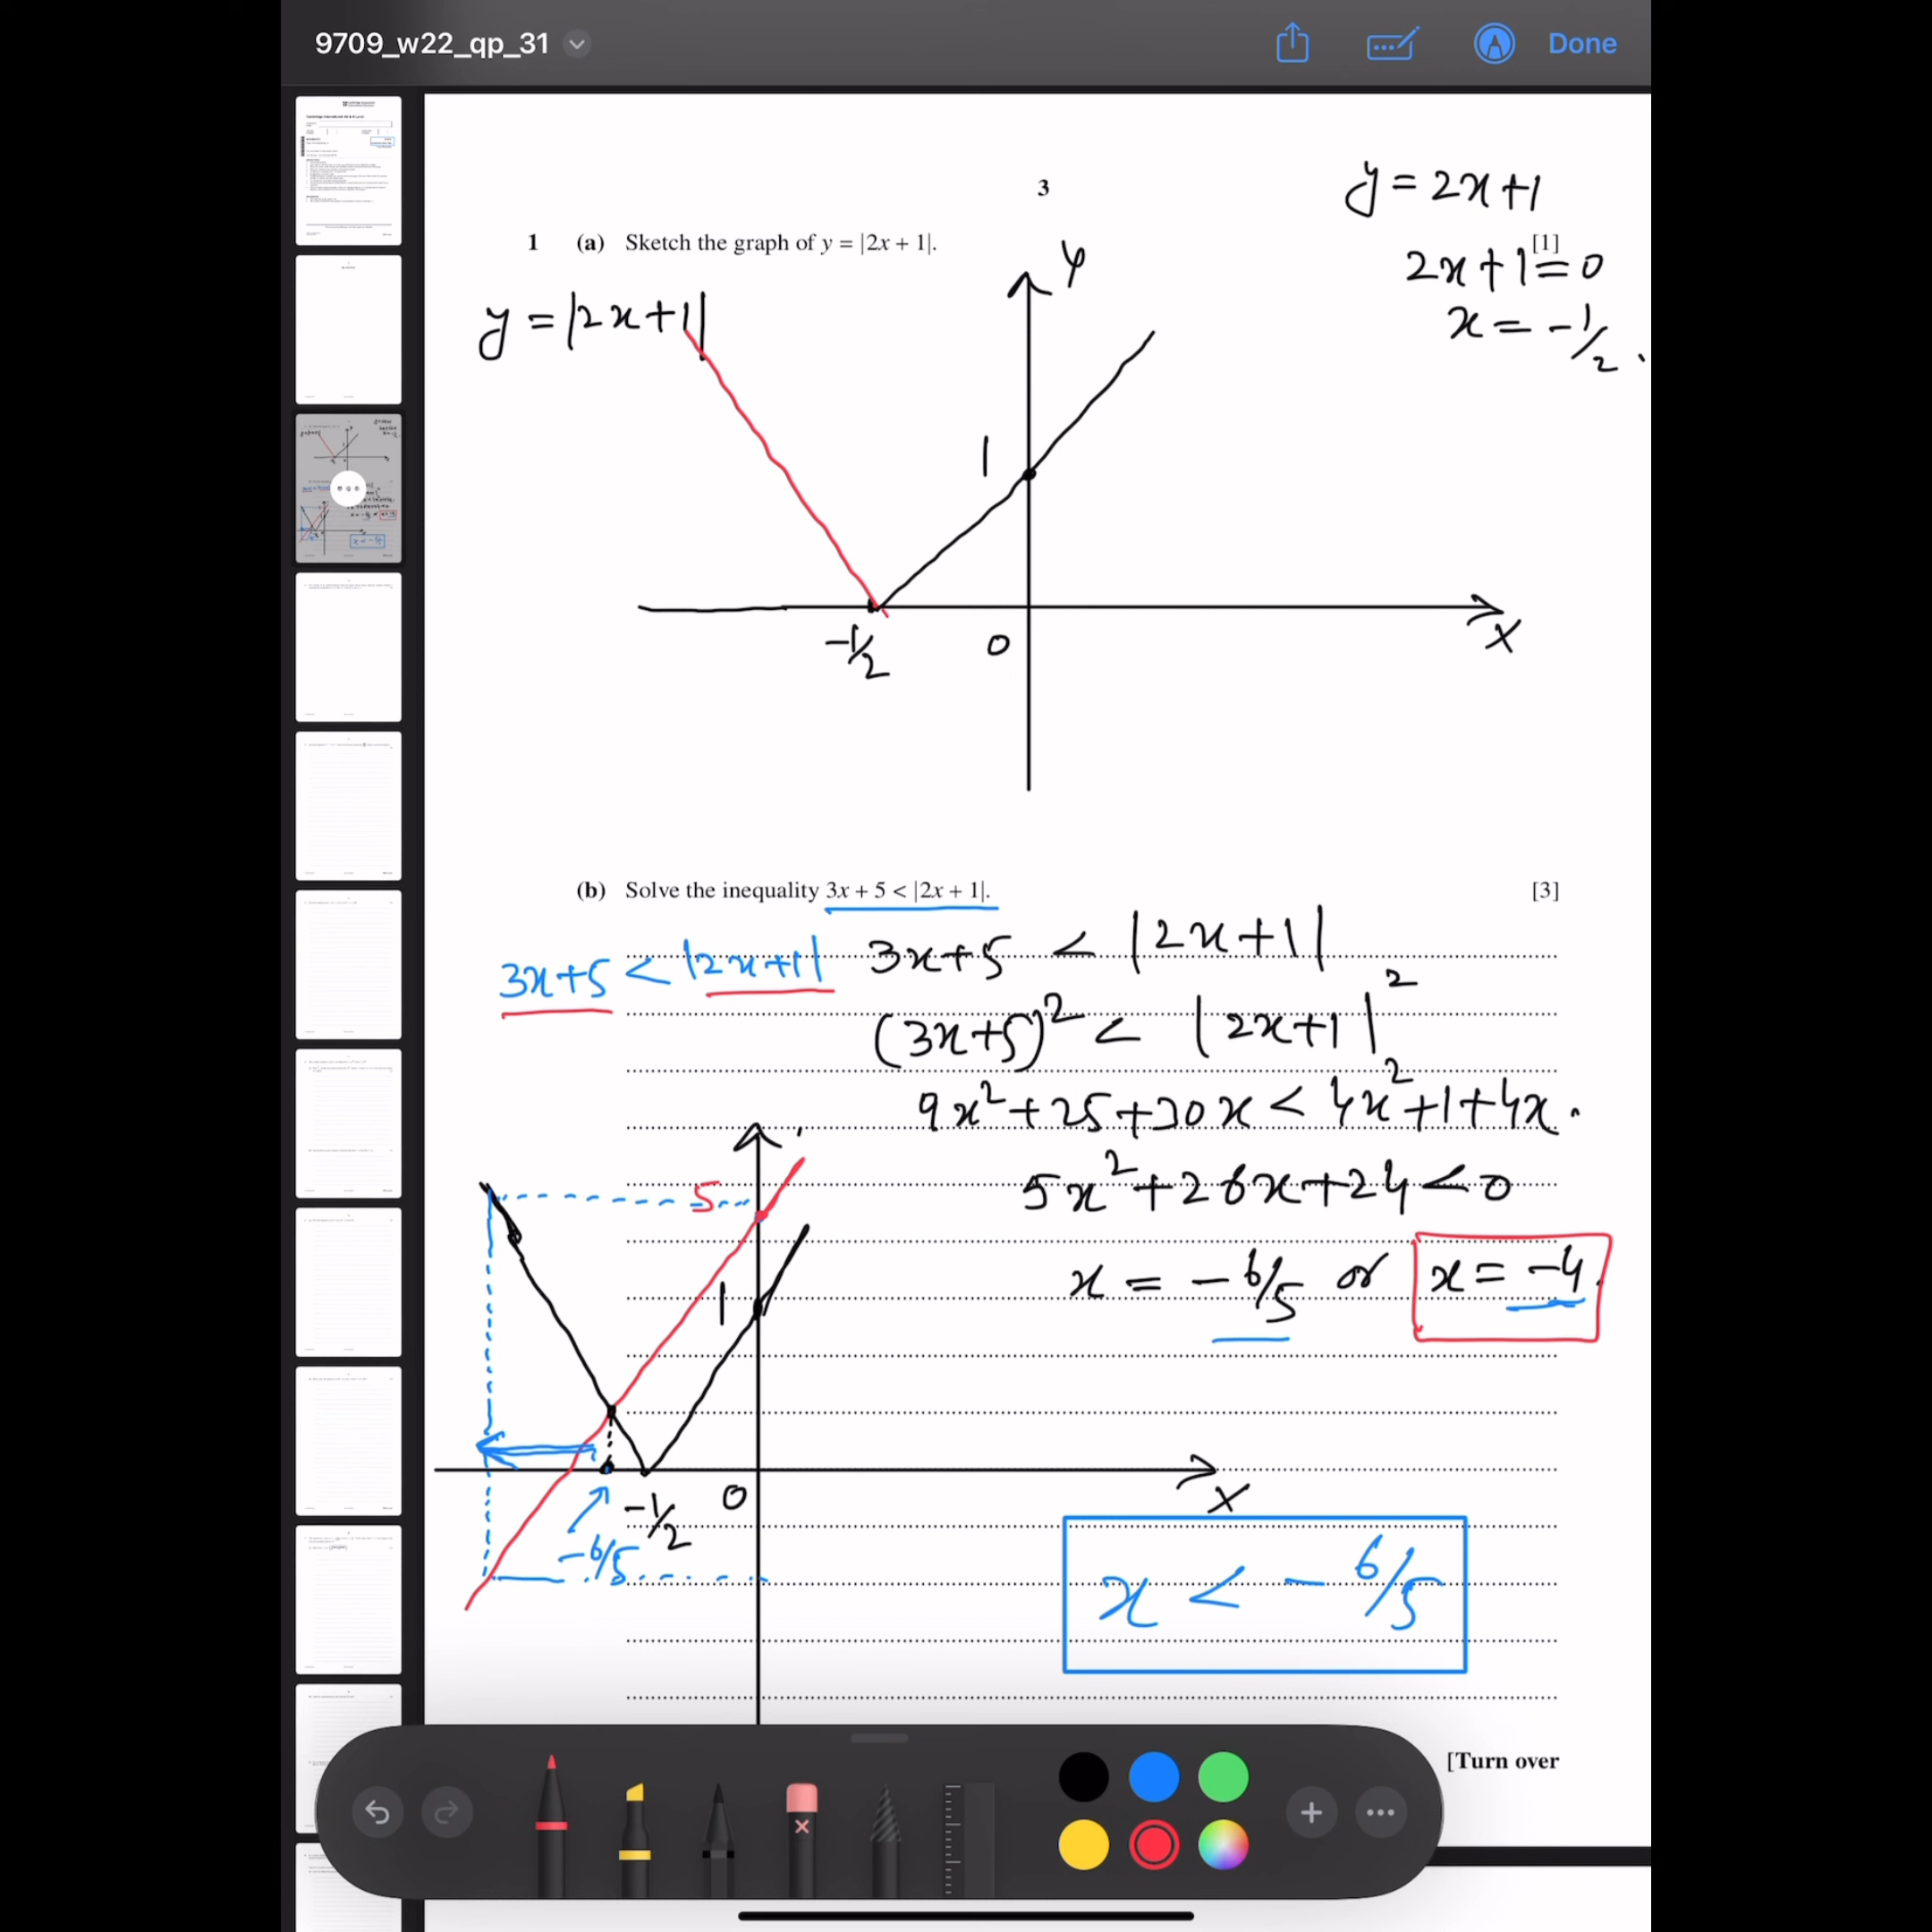 9709_w22_qp_31
Done
3
y = 2x+1
1 (a) Sketch the graph of y = |2x + 1|. [1]
2x+1=0
x = -1/2.
y = |2x+1|
y
1
-1/2
0
x
(b) Solve the inequality 3x + 5 < |2x + 1|. [3]
3x+5 < |2x+1|
3x+5 < |2x+1|
(3x+5)² < |2x+1|²
9x²+25+30x < 4x²+1+4x.
5x²+26x+24<0
x = -6/5 or x = -4.
5
1
-1/2
0
x
-6/5
x < -6/5
[Turn over